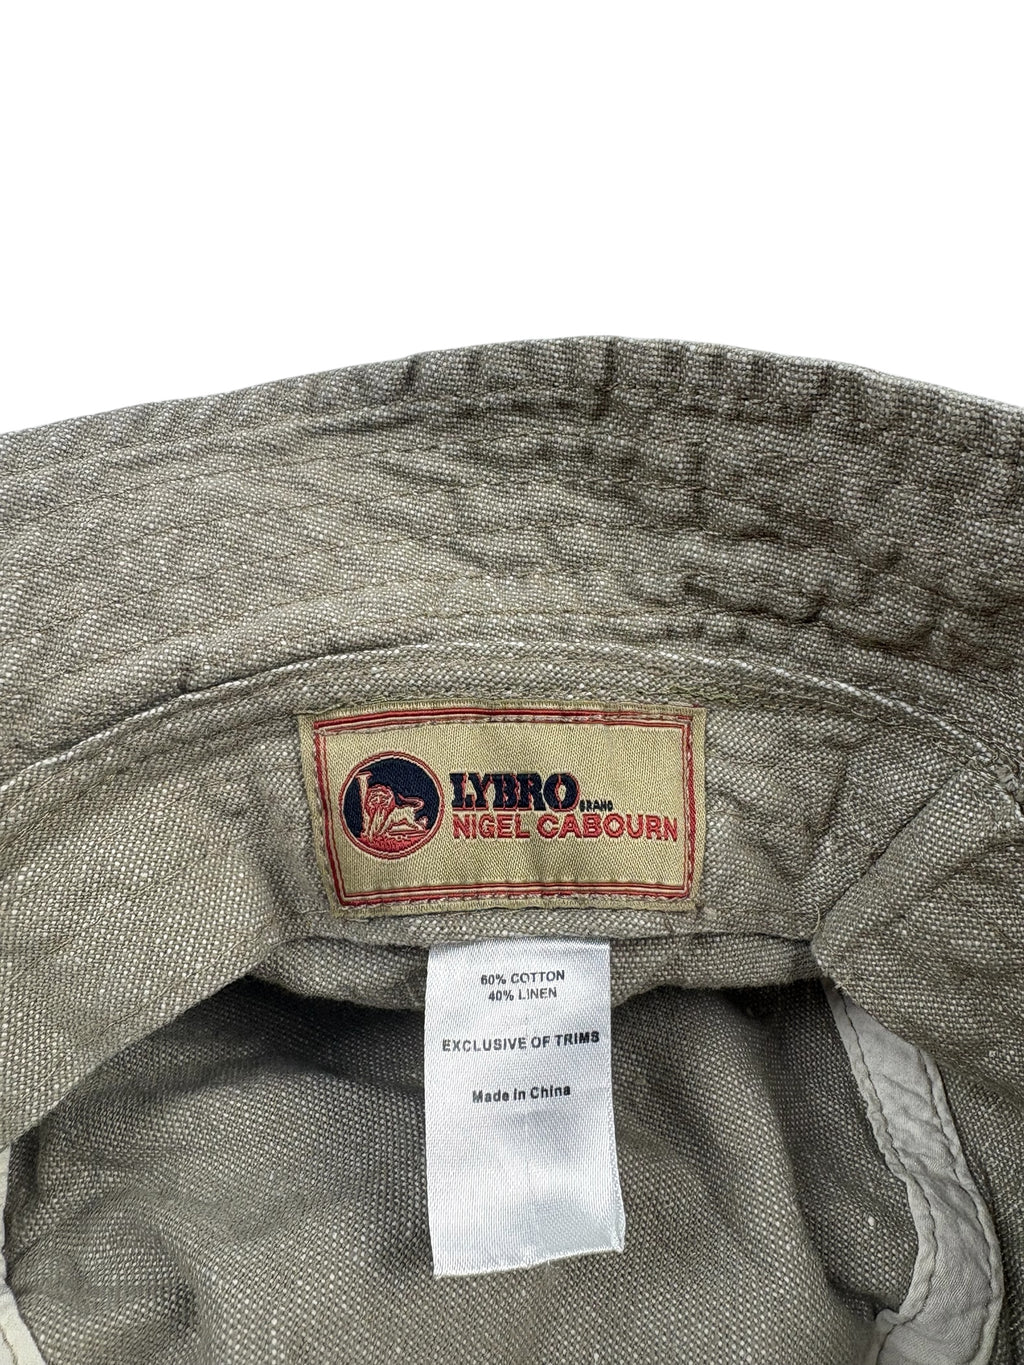 LYBRO BRAND
NIGEL CABOURN
60% COTTON
40% LINEN
EXCLUSIVE OF TRIMS
Made in China